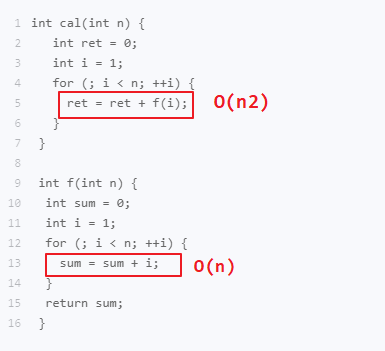 1 int cal(int n) {
2 int ret = 0;
3 int i = 1;
4 for (; i < n; ++i) {
5 ret = ret + f(i); O(n2)
6 }
7 }
8
9 int f(int n) {
10 int sum = 0;
11 int i = 1;
12 for (; i < n; ++i) {
13 sum = sum + i; O(n)
14 }
15 return sum;
16 }